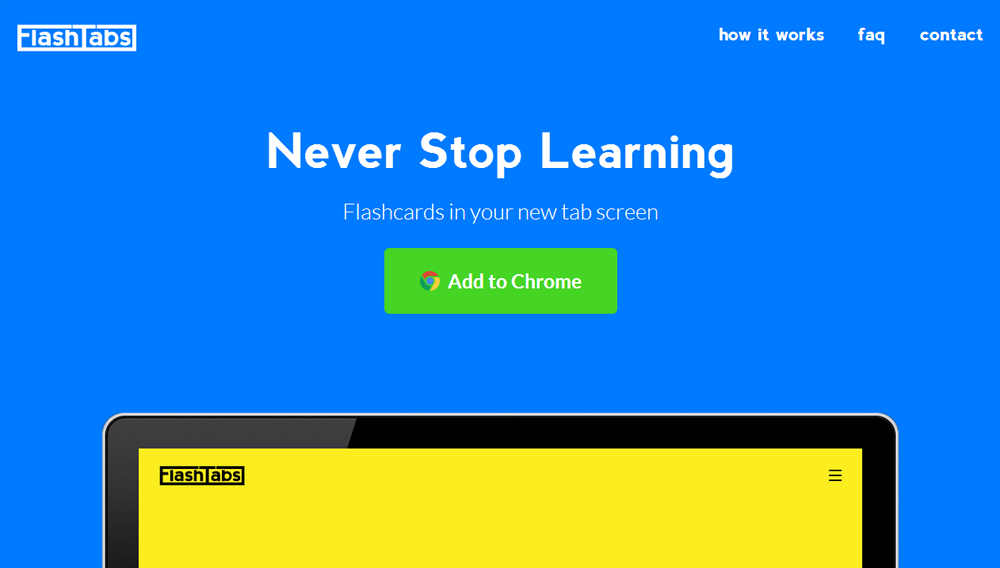 FlashTabs
how it works
faq
contact
Never Stop Learning
Flashcards in your new tab screen
Add to Chrome
FlashTabs